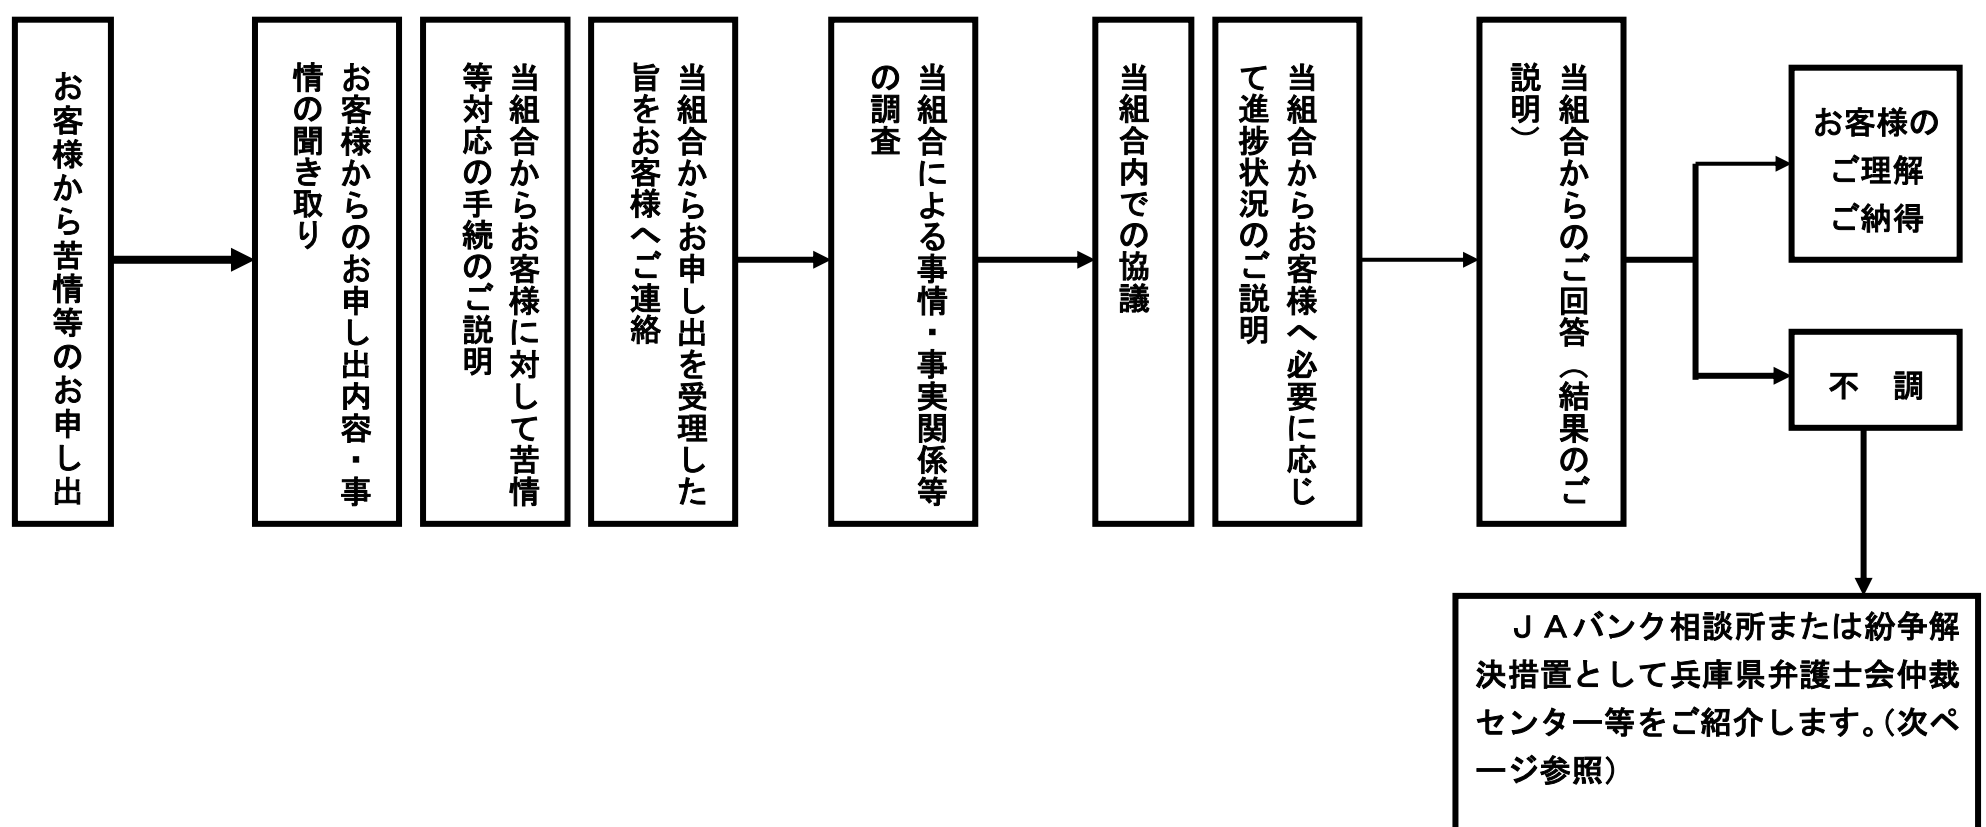 お客様から苦情等のお申し出
お客様からのお申し出内容・事
情の聞き取り
当組合からお客様に対して苦情
等対応の手続のご説明
当組合からお申し出を受理した
旨をお客様へご連絡
当組合による事情・事実関係等
の調査
当組合内での協議
当組合からお客様へ必要に応じ
て進捗状況のご説明
当組合からのご回答（結果のご
説明）
お客様の
ご理解
ご納得
不　調
ＪＡバンク相談所または紛争解
決措置として兵庫県弁護士会仲裁
センター等をご紹介します。（次ペ
ージ参照）